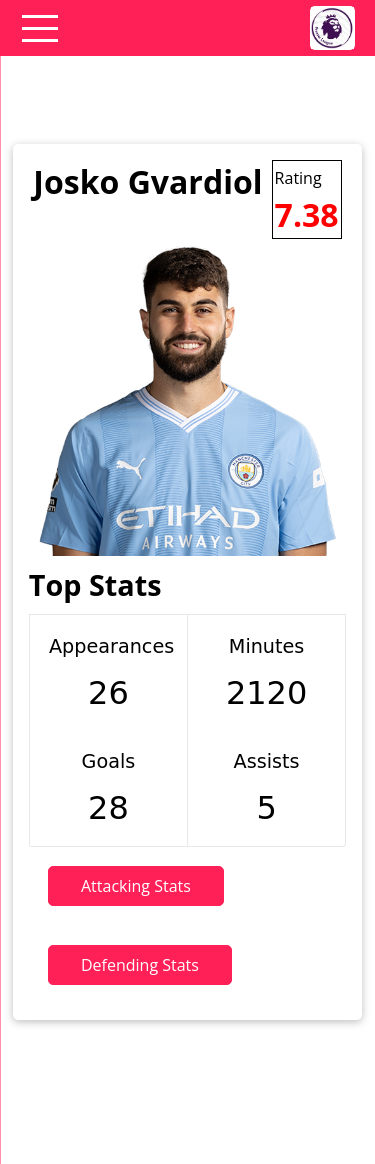 Josko Gvardiol
Rating
7.38
ETIHAD
AIRWAYS
Top Stats
Appearances
26
Minutes
2120
Goals
28
Assists
5
Attacking Stats
Defending Stats